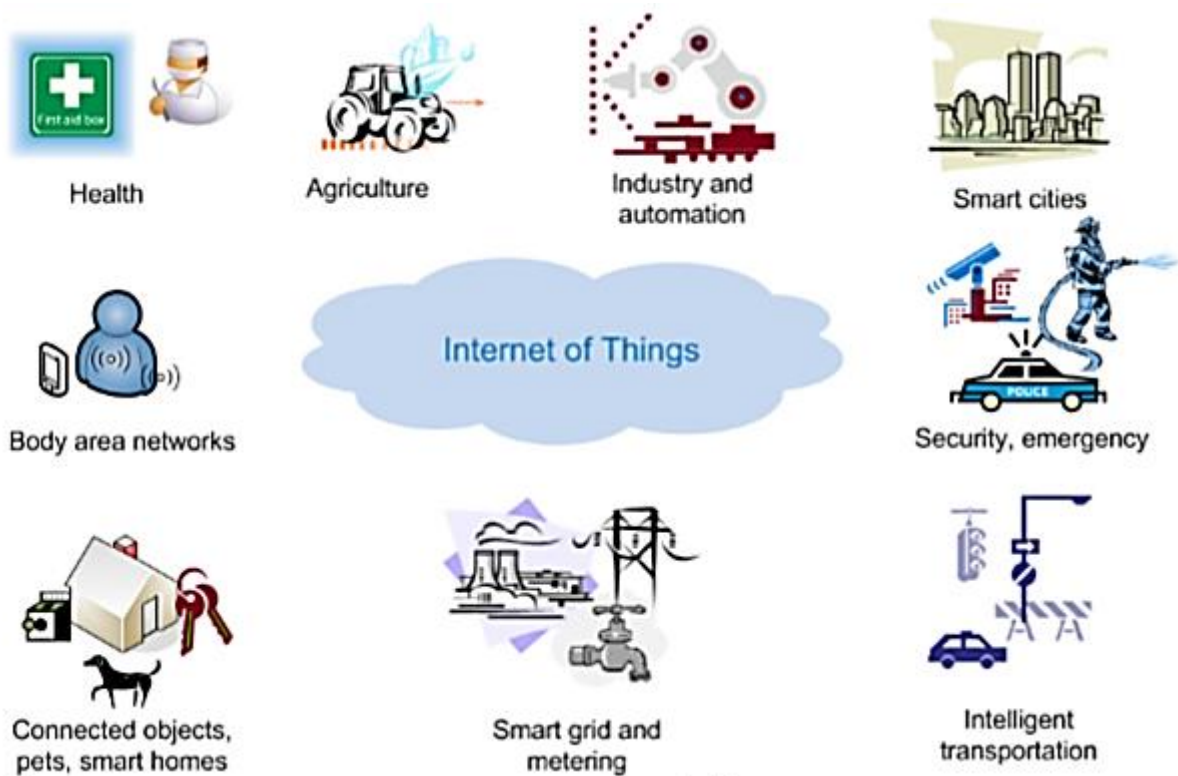 First aid box
Health
Agriculture
Industry and
automation
Smart cities
Internet of Things
Body area networks
POLICE
Security, emergency
Connected objects,
pets, smart homes
Smart grid and
metering
Intelligent
transportation